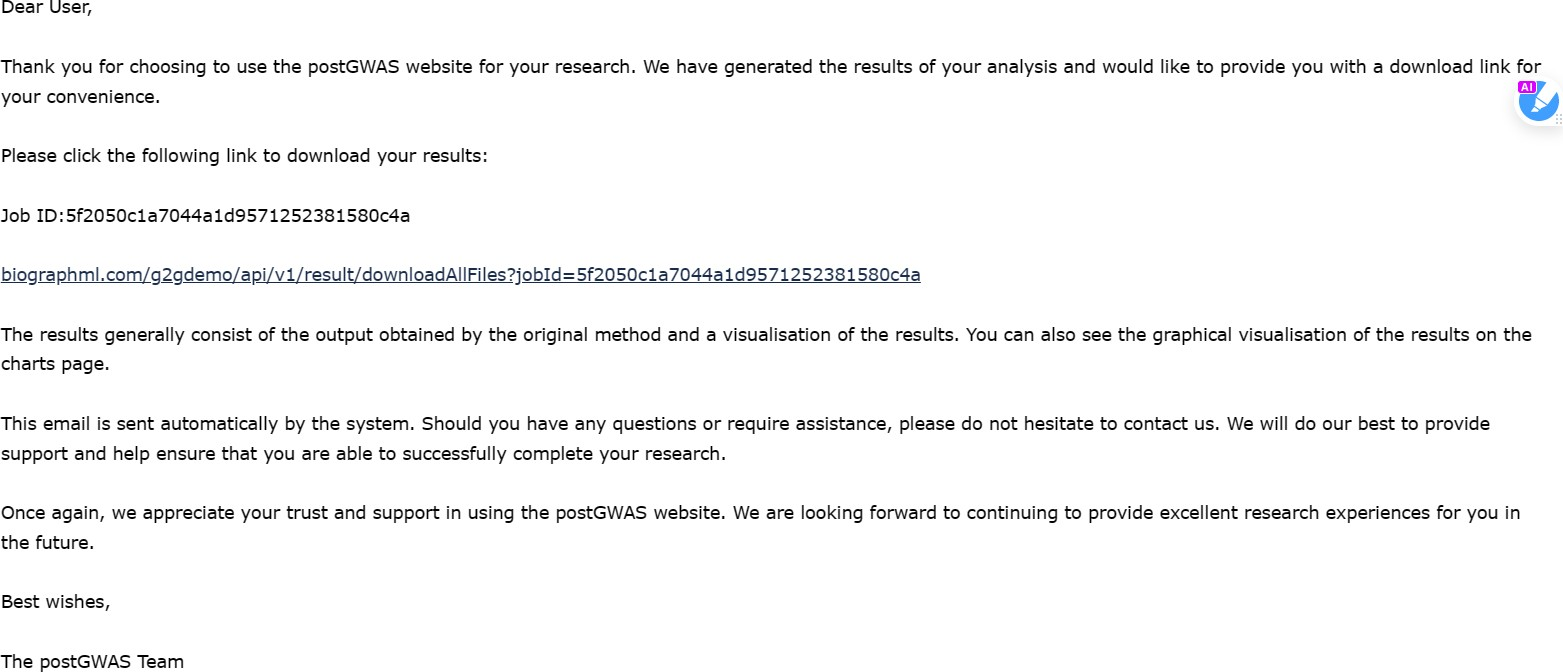 Dear User,
Thank you for choosing to use the postGWAS website for your research. We have generated the results of your analysis and would like to provide you with a download link for
your convenience.
AI
Please click the following link to download your results:
Job ID:5f2050c1a7044a1d9571252381580c4a
biographml.com/g2gdemo/api/v1/result/downloadAllFiles?jobId=5f2050c1a7044a1d9571252381580c4a
The results generally consist of the output obtained by the original method and a visualisation of the results. You can also see the graphical visualisation of the results on the
charts page.
This email is sent automatically by the system. Should you have any questions or require assistance, please do not hesitate to contact us. We will do our best to provide
support and help ensure that you are able to successfully complete your research.
Once again, we appreciate your trust and support in using the postGWAS website. We are looking forward to continuing to provide excellent research experiences for you in
the future.
Best wishes,
The postGWAS Team